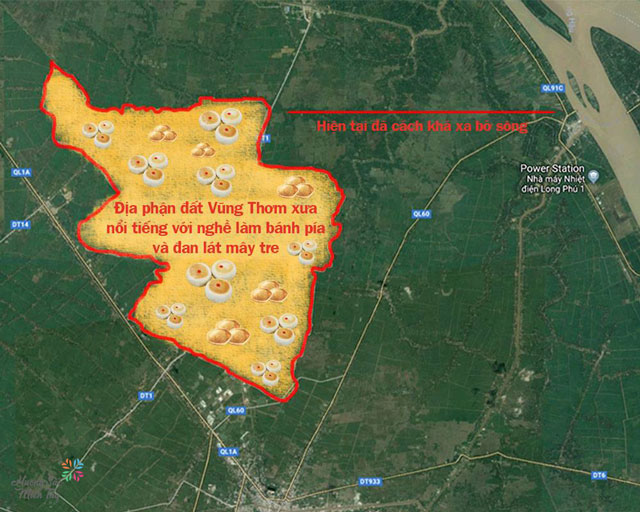 QL91C
Hiện tại đã cách khá xa bờ sông
Power Station
Nhà máy Nhiệt
điện Long Phú 1
QL1A
Địa phận đất Vũng Thơm xưa
nổi tiếng với nghề làm bánh pía
và đan lát mây tre
QL60
DT14
DT1
QL60
QL1A
DT933
DT6